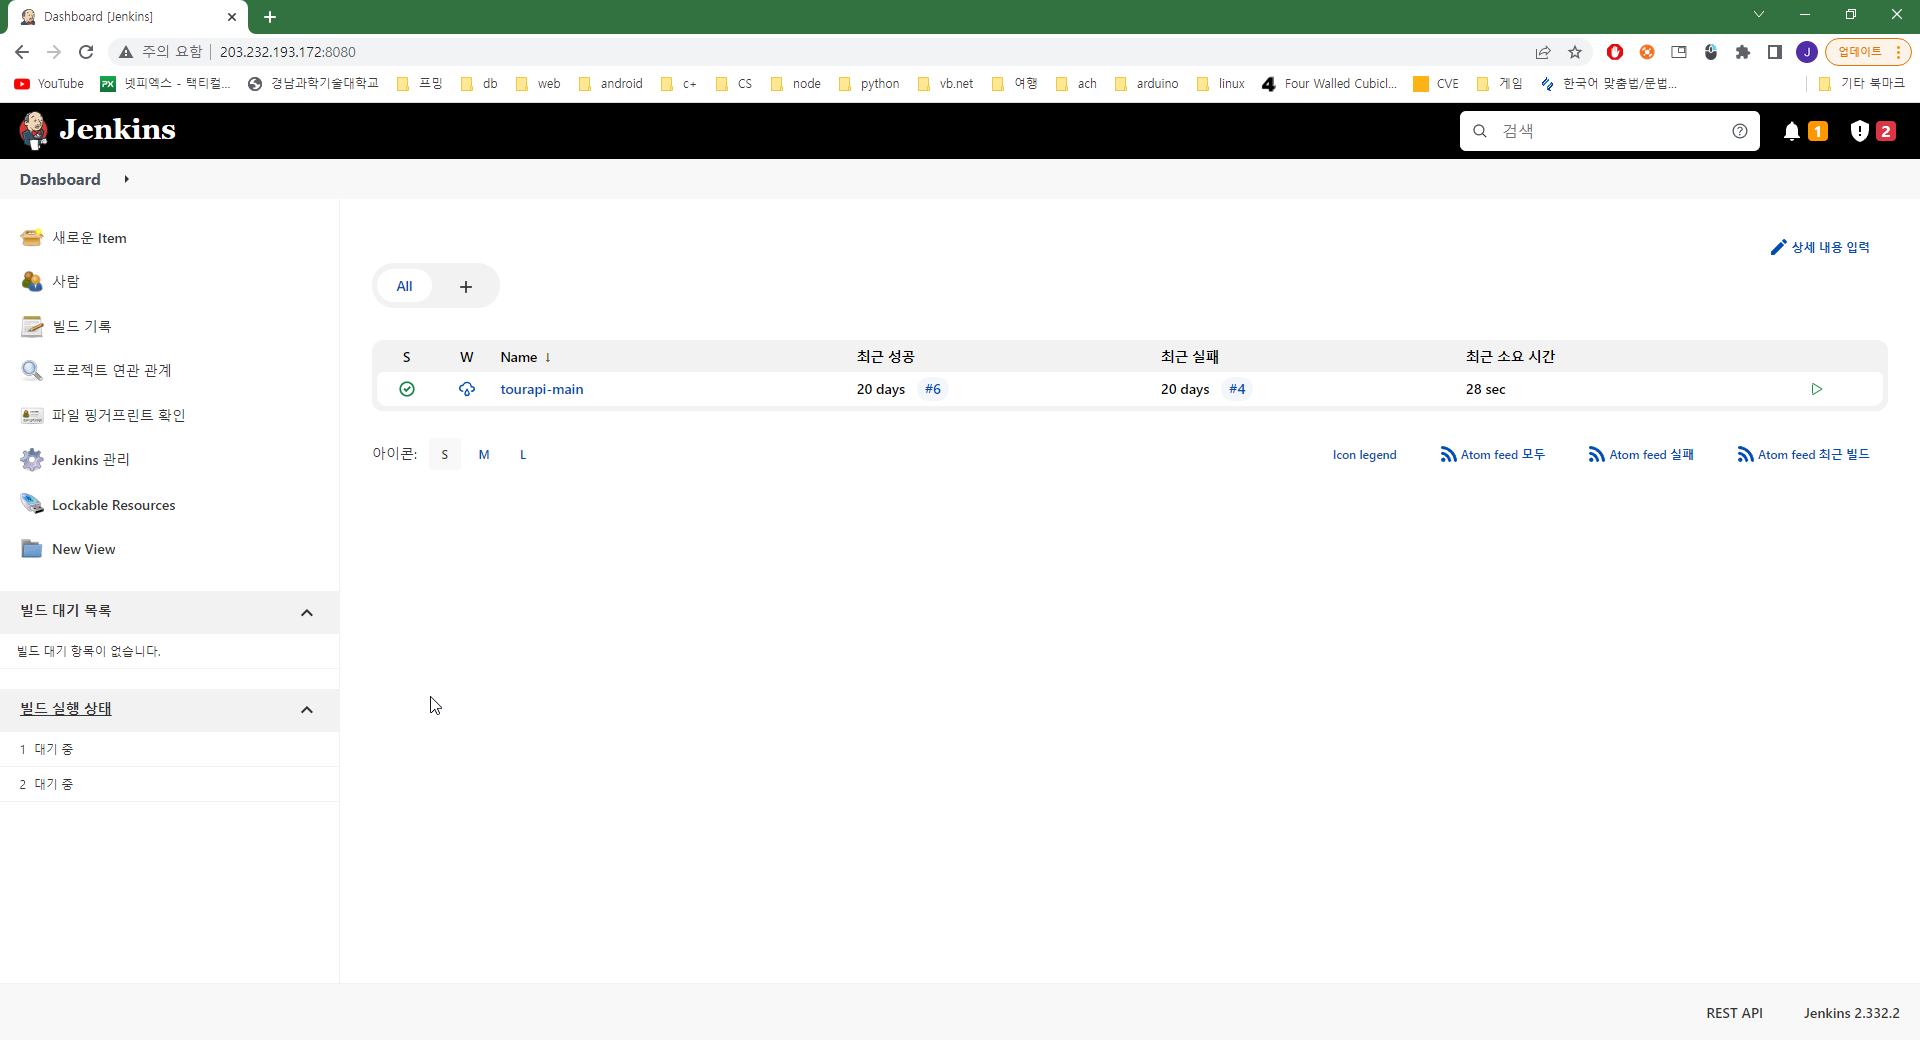 Dashboard [Jenkins]
주의 요함 203.232.193.172:8080 J 업데이트
YouTube 넷피엑스 - 택티컬... 경남과학기술대학교 프밍 db web android c+ CS node python vb.net 여행 ach arduino linux Four Walled Cubicl... CVE 게임 한국어 맞춤법/문법... 기타 북마크
Jenkins 검색 1 2
Dashboard
새로운 Item
사람
빌드 기록
프로젝트 연관 관계
파일 핑거프린트 확인
Jenkins 관리
Lockable Resources
New View
빌드 대기 목록
빌드 대기 항목이 없습니다.
빌드 실행 상태
1 대기 중
2 대기 중
상세 내용 입력
All +
S W Name ↓ 최근 성공 최근 실패 최근 소요 시간
tourapi-main 20 days #6 20 days #4 28 sec
아이콘: S M L Icon legend Atom feed 모두 Atom feed 실패 Atom feed 최근 빌드
REST API Jenkins 2.332.2